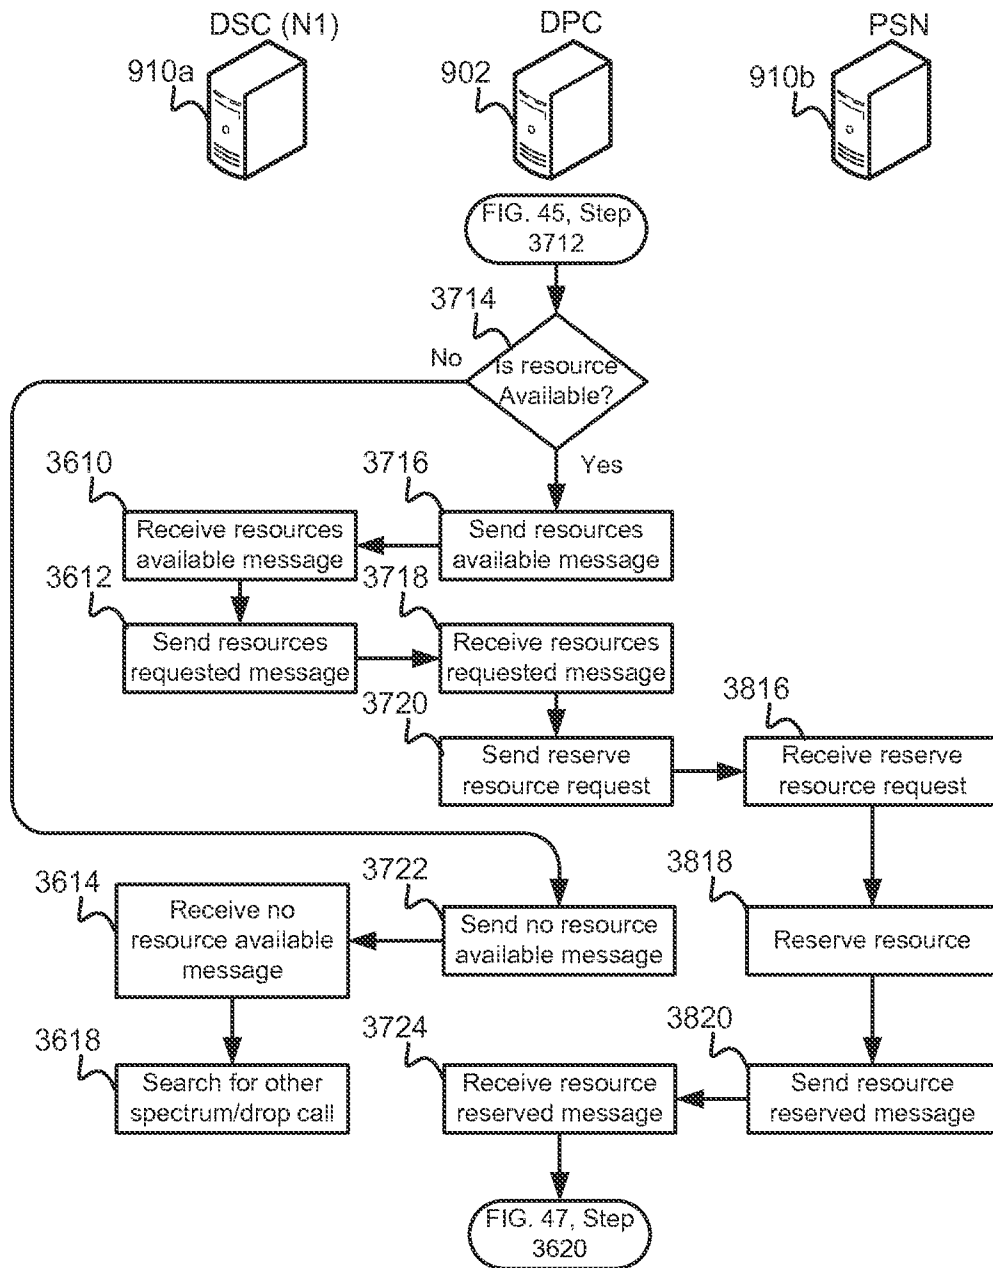 DSC (N1)
DPC
PSN
910a
902
910b
FIG. 45, Step
3712
3714
No
Is resource
Available?
Yes
3610
3716
Receive resources
available message
Send resources
available message
3612
3718
Send resources
requested message
Receive resources
requested message
3720
3816
Send reserve
resource request
Receive reserve
resource request
3614
3722
3818
Receive no
resource available
message
Send no resource
available message
Reserve resource
3618
3724
3820
Search for other
spectrum/drop call
Receive resource
reserved message
Send resource
reserved message
FIG. 47, Step
3620